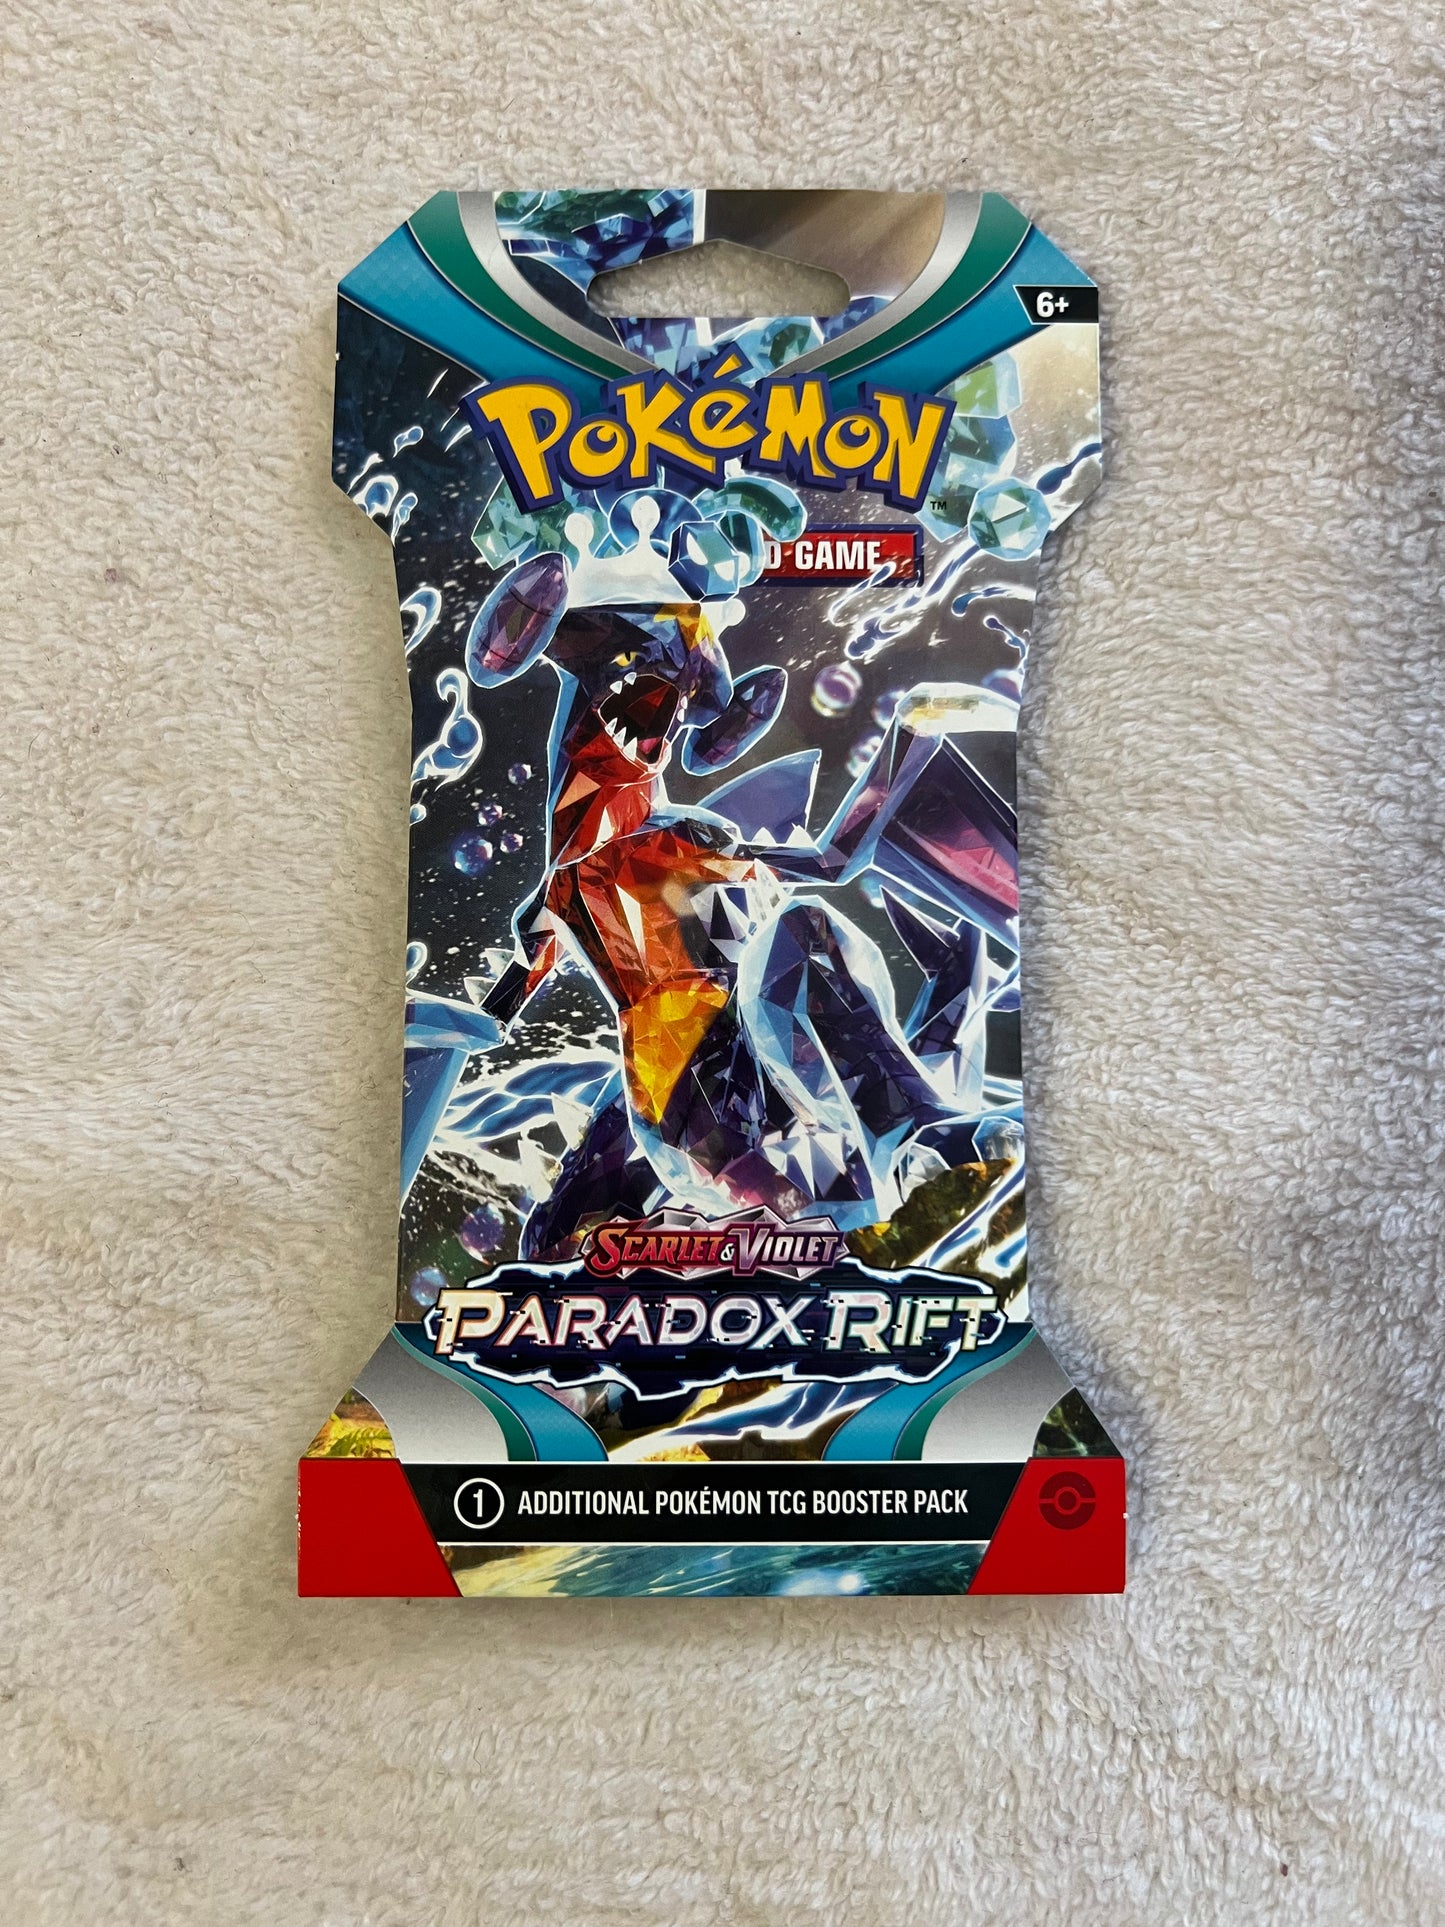 6+
POKéMON
TM
D GAME
SCARLET & VIOLET
PARADOX RIFT
1 ADDITIONAL POKÉMON TCG BOOSTER PACK